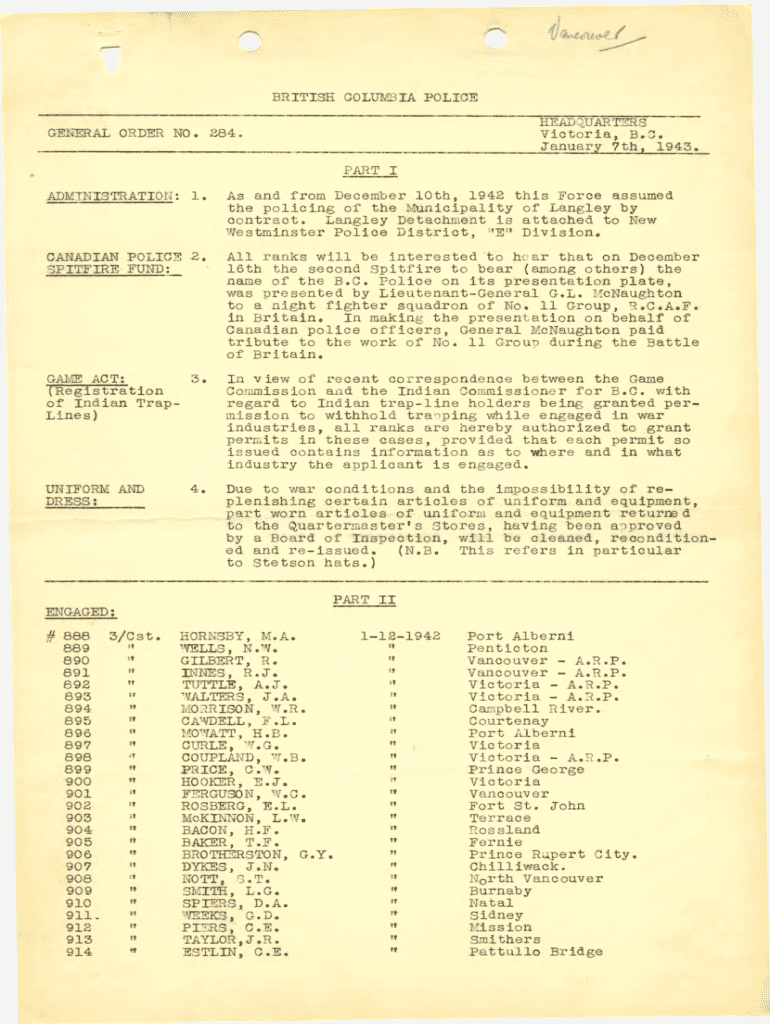 Vancouver
BRITISH COLUMBIA POLICE
GENERAL ORDER NO. 284.
HEADQUARTERS
Victoria, B.C.
January 7th, 1943.
PART I
ADMINISTRATION: 1. As and from December 10th, 1942 this Force assumed
the policing of the Municipality of Langley by
contract. Langley Detachment is attached to New
Westminster Police District, "E" Division.
CANADIAN POLICE 2. All ranks will be interested to hear that on December
SPITFIRE FUND: 16th the second Spitfire to bear (among others) the
name of the B.C. Police on its presentation plate,
was presented by Lieutenant-General G.L. McNaughton
to a night fighter squadron of No. 11 Group, R.C.A.F.
in Britain. In making the presentation on behalf of
Canadian police officers, General McNaughton paid
tribute to the work of No. 11 Group during the Battle
of Britain.
GAME ACT: 3. In view of recent correspondence between the Game
(Registration Commission and the Indian Commissioner for B.C. with
of Indian Trap- regard to Indian trap-line holders being granted per-
Lines) mission to withhold trapping while engaged in war
industries, all ranks are hereby authorized to grant
permits in these cases, provided that each permit so
issued contains information as to where and in what
industry the applicant is engaged.
UNIFORM AND 4. Due to war conditions and the impossibility of re-
DRESS: plenishing certain articles of uniform and equipment,
part worn articles of uniform and equipment returned
to the Quartermaster's Stores, having been approved
by a Board of Inspection, will be cleaned, recondition-
ed and re-issued. (N.B. This refers in particular
to Stetson hats.)
PART II
ENGAGED:
# 888 3/Cst. HORNSBY, M.A. 1-12-1942 Port Alberni
889 " WELLS, N.W. " Penticton
890 " GILBERT, R. " Vancouver - A.R.P.
891 " INNES, R.J. " Vancouver - A.R.P.
892 " TUTTLE, A.J. " Victoria - A.R.P.
893 " WALTERS, J.A. " Victoria - A.R.P.
894 " MORRISON, W.R. " Campbell River.
895 " CAWDELL, F.L. " Courtenay
896 " MOWATT, H.B. " Port Alberni
897 " CURLE, W.G. " Victoria
898 " COUPLAND, W.B. " Victoria - A.R.P.
899 " PRICE, C.W. " Prince George
900 " HOOKER, E.J. " Victoria
901 " FERGUSON, W.C. " Vancouver
902 " ROSBERG, E.L. " Fort St. John
903 " McKINNON, L.W. " Terrace
904 " BACON, H.F. " Rossland
905 " BAKER, T.F. " Fernie
906 " BROTHERSTON, G.Y. " Prince Rupert City.
907 " DYKES, J.N. " Chilliwack.
908 " NOTT, S.T. " North Vancouver
909 " SMITH, L.G. " Burnaby
910 " SPIERS, D.A. " Natal
911. " WEEKS, G.D. " Sidney
912 " PIERS, C.E. " Mission
913 " TAYLOR,J.R. " Smithers
914 " ESTLIN, C.E. " Pattullo Bridge